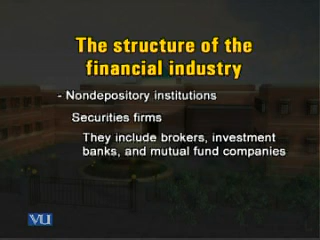 The structure of the
financial industry
- Nondepository institutions
Securities firms
They include brokers, investment
banks, and mutual fund companies
VU